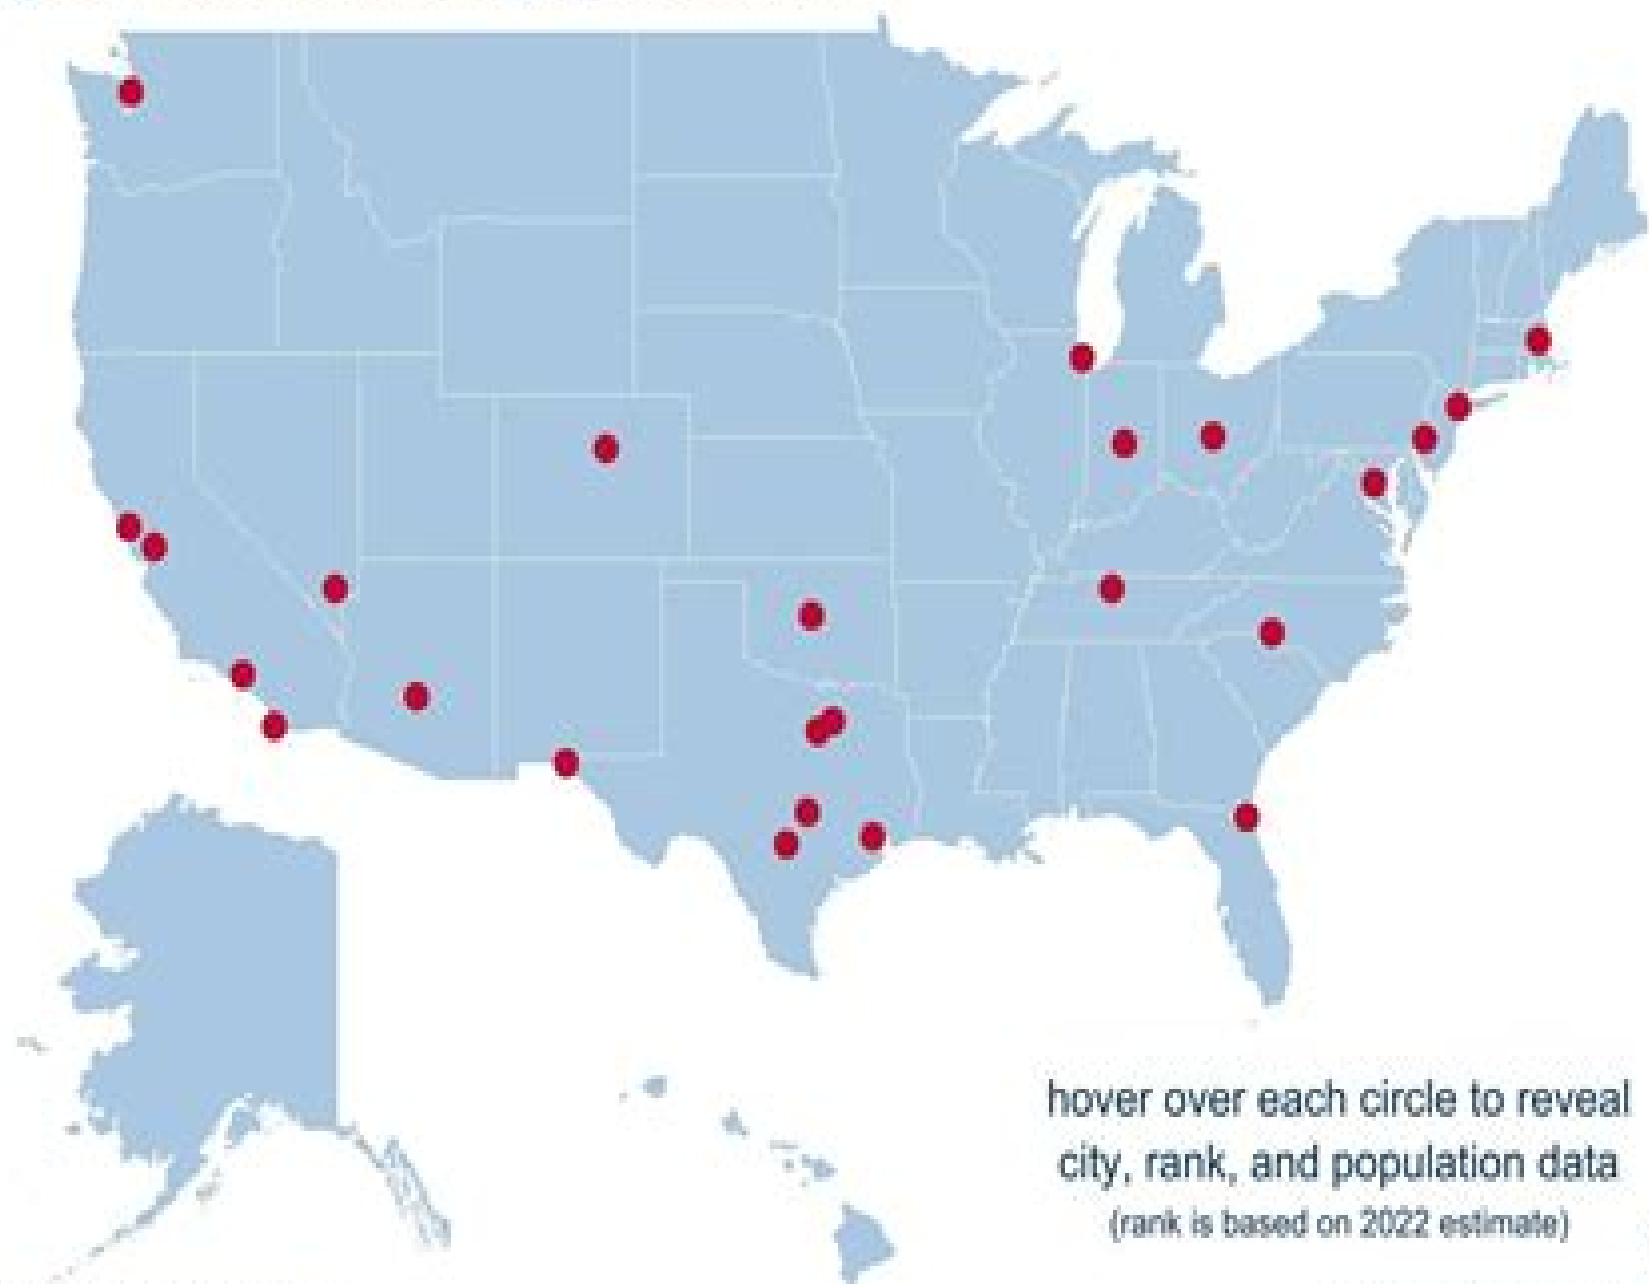 hover over each circle to reveal
city, rank, and population data
(rank is based on 2022 estimate)